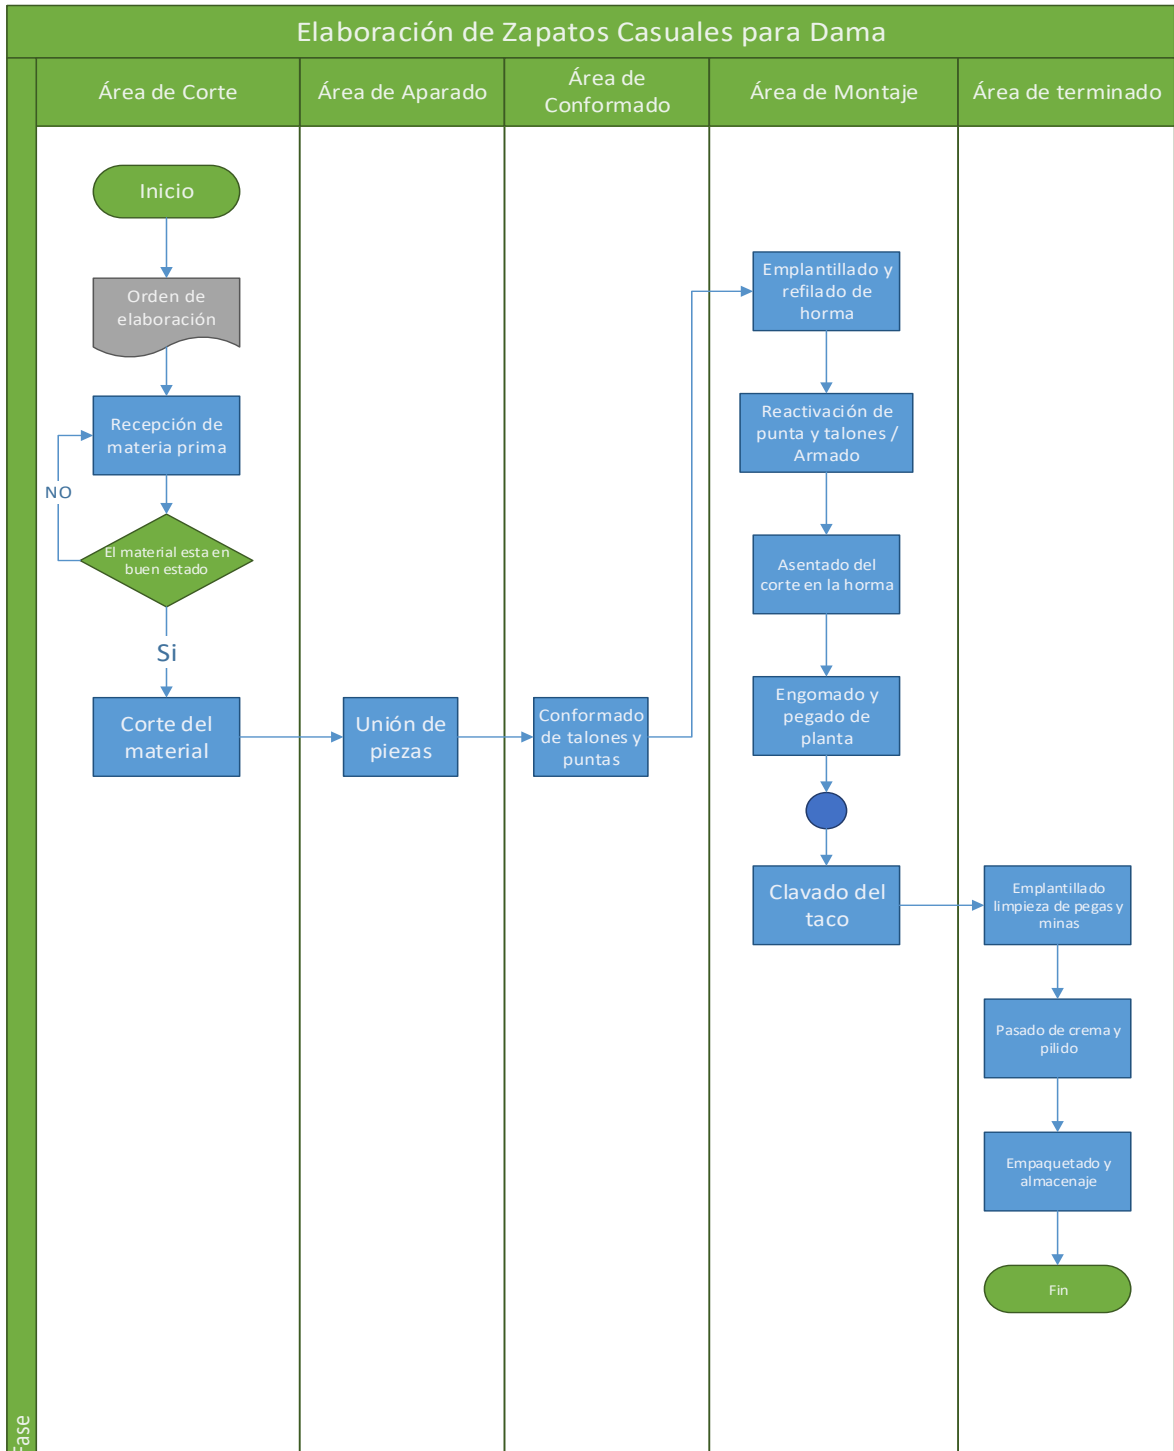 Elaboración de Zapatos Casuales para Dama
Área de Corte
Área de Aparado
Área de
Conformado
Área de Montaje
Área de terminado
Inicio
Orden de
elaboración
Recepción de
materia prima
NO
El material esta en
buen estado
Si
Corte del
material
Unión de
piezas
Conformado
de talones y
puntas
Emplantillado y
refilado de
horma
Reactivación de
punta y talones /
Armado
Asentado del
corte en la horma
Engomado y
pegado de
planta
Clavado del
taco
Emplantillado
limpieza de pegas y
minas
Pasado de crema y
pilido
Empaquetado y
almacenaje
Fin
Fase